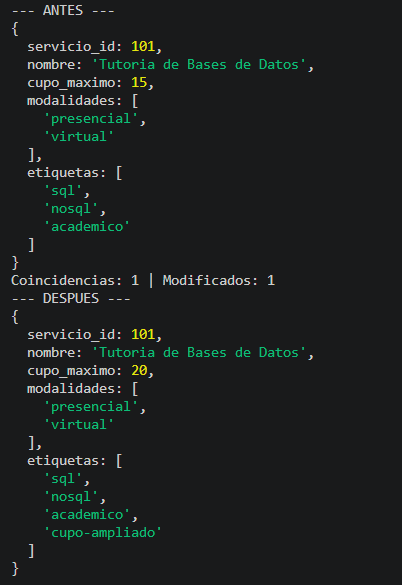 --- ANTES ---
{
  servicio_id: 101,
  nombre: 'Tutoria de Bases de Datos',
  cupo_maximo: 15,
  modalidades: [
    'presencial',
    'virtual'
  ],
  etiquetas: [
    'sql',
    'nosql',
    'academico'
  ]
}
Coincidencias: 1 | Modificados: 1
--- DESPUES ---
{
  servicio_id: 101,
  nombre: 'Tutoria de Bases de Datos',
  cupo_maximo: 20,
  modalidades: [
    'presencial',
    'virtual'
  ],
  etiquetas: [
    'sql',
    'nosql',
    'academico',
    'cupo-ampliado'
  ]
}